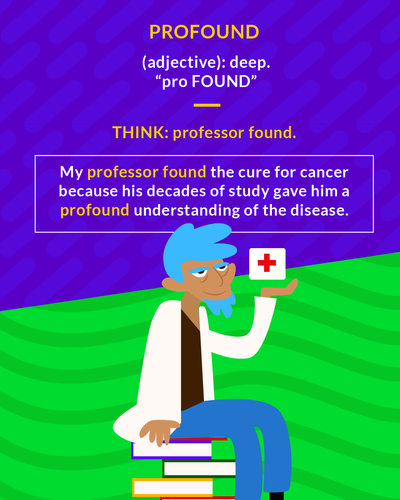 PROFOUND
(adjective): deep.
“pro FOUND”
THINK: professor found.
My professor found the cure for cancer
because his decades of study gave him a
profound understanding of the disease.